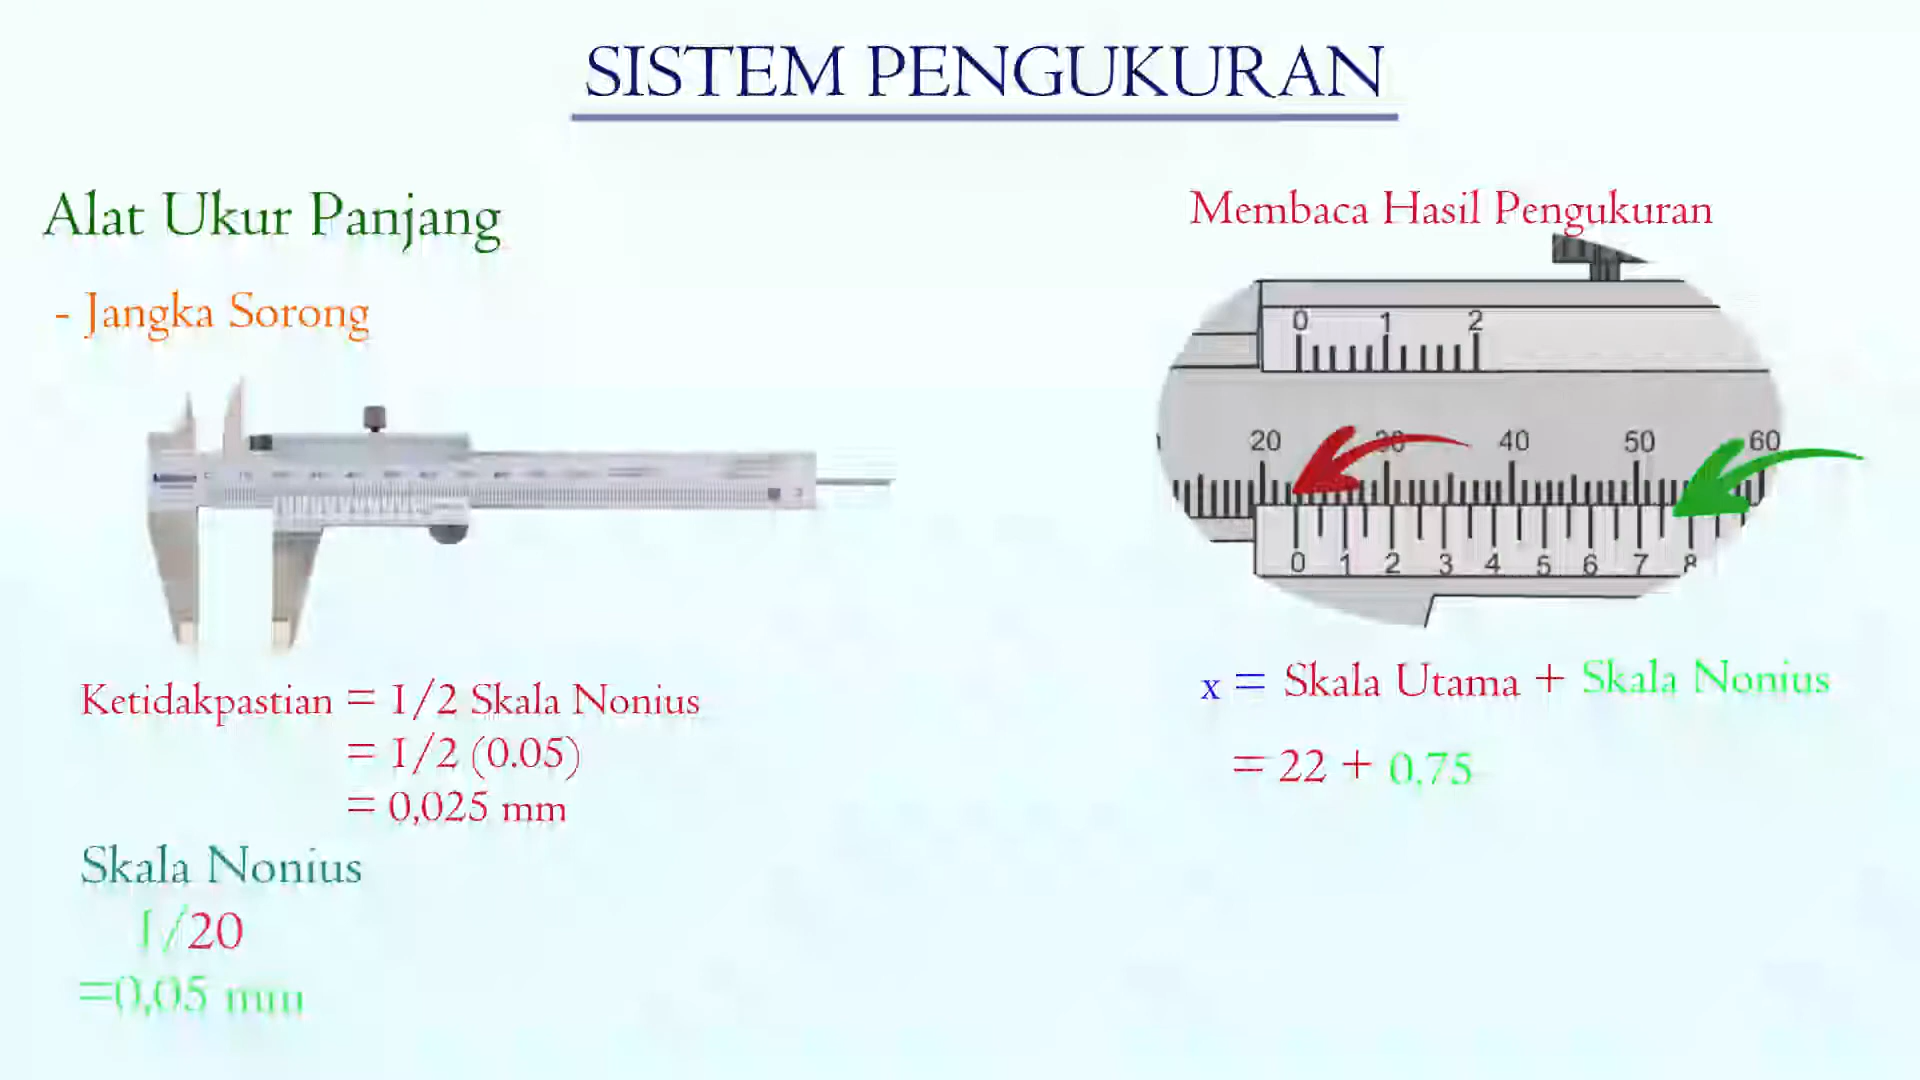 SISTEM PENGUKURAN
Alat Ukur Panjang
- Jangka Sorong
Ketidakpastian = 1/2 Skala Nonius
= 1/2 (0.05)
= 0,025 mm
Skala Nonius
1/20
=0,05 mm
Membaca Hasil Pengukuran
0 1 2
20 30 40 50 60
0 1 2 3 4 5 6 7 8
x = Skala Utama + Skala Nonius
= 22 + 0,75